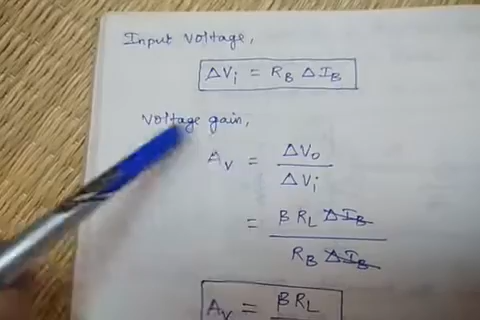 Input Voltage,
ΔVi = RB ΔIB
Voltage gain,
Av = ΔVo / ΔVi
= β RL ΔIB / RB ΔIB
Av = β RL